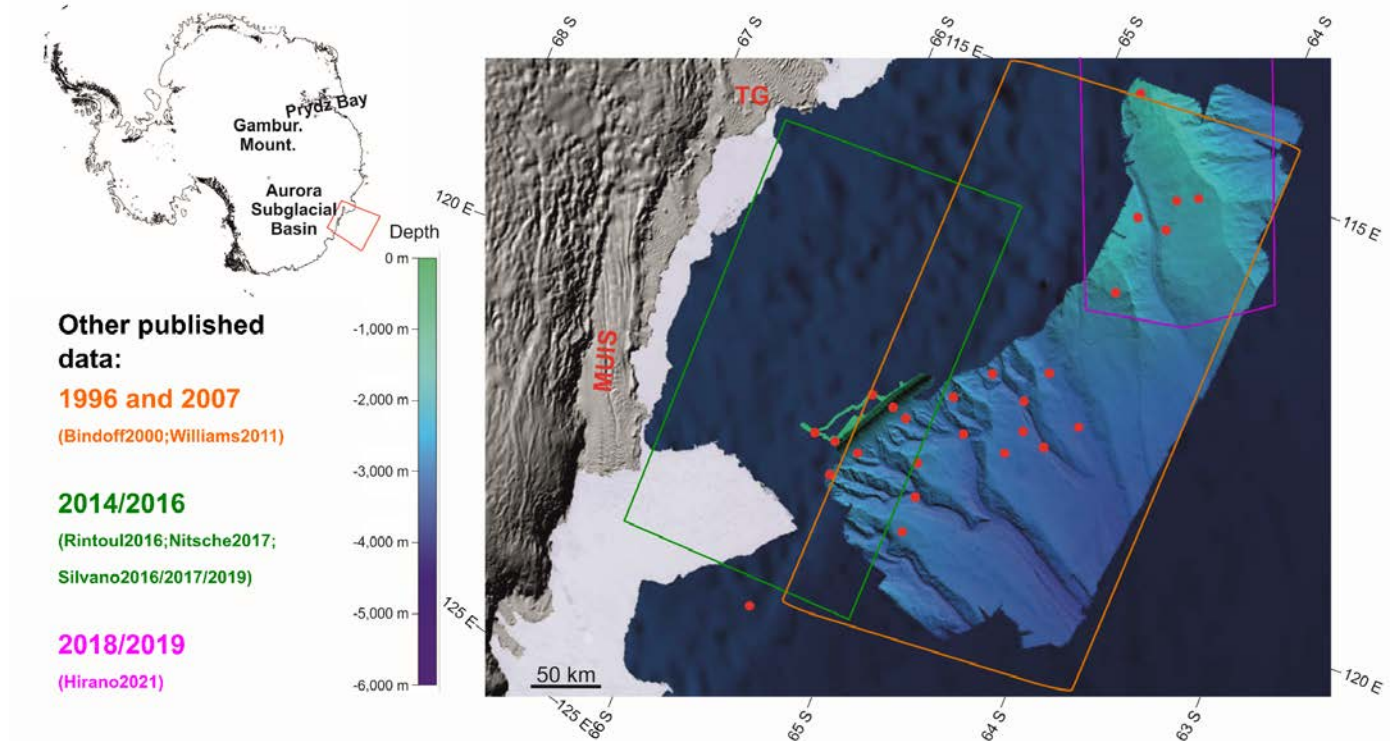 Prydz Bay
Gambur.
Mount.
Aurora
Subglacial
Basin
Depth
0 m
-1,000 m
-2,000 m
-3,000 m
-4,000 m
-5,000 m
-6,000 m
Other published
data:
1996 and 2007
(Bindoff2000;Williams2011)
2014/2016
(Rintoul2016;Nitsche2017;
Silvano2016/2017/2019)
2018/2019
(Hirano2021)
68 S
67 S
66 S
115 E
65 S
64 S
120 E
115 E
TG
MUIS
125 E
50 km
120 E
125 E
66 S
65 S
64 S
63 S